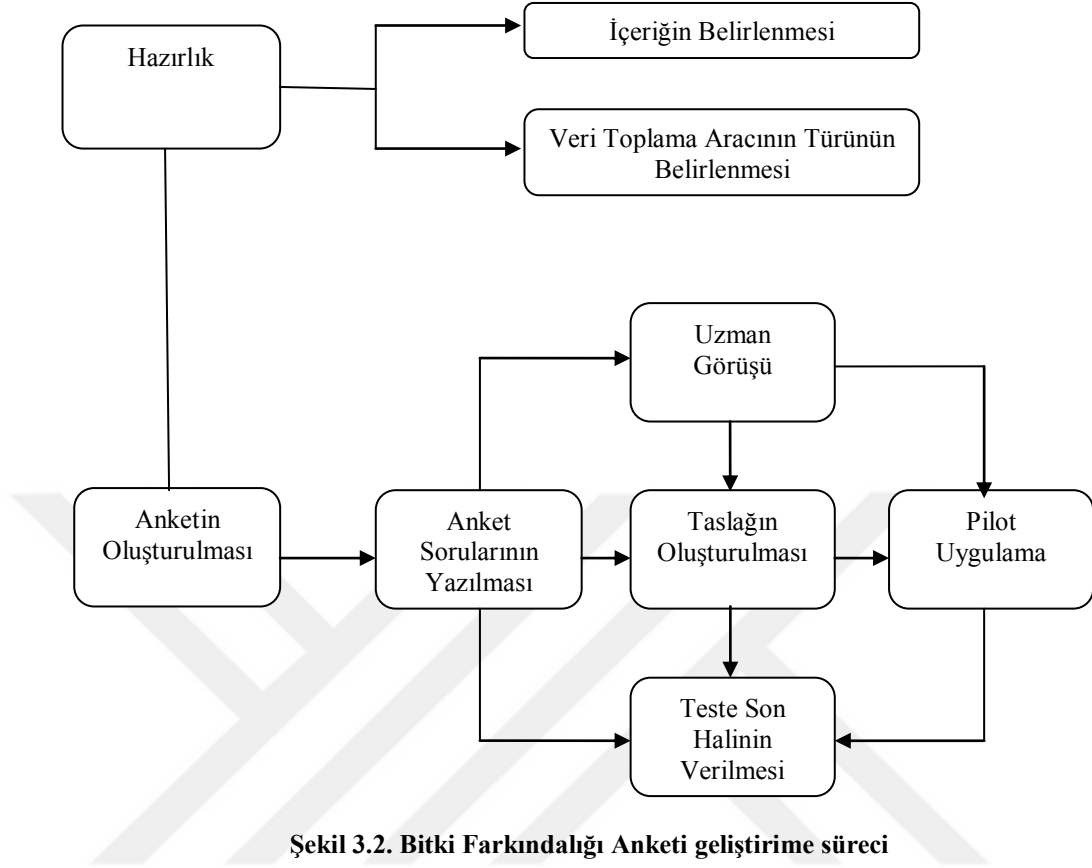 Hazırlık
İçeriğin Belirlenmesi
Veri Toplama Aracının Türünün
Belirlenmesi
Uzman
Görüşü
Anketin
Oluşturulması
Anket
Sorularının
Yazılması
Taslağın
Oluşturulması
Pilot
Uygulama
Teste Son
Halinin
Verilmesi
Şekil 3.2. Bitki Farkındalığı Anketi geliştirime süreci